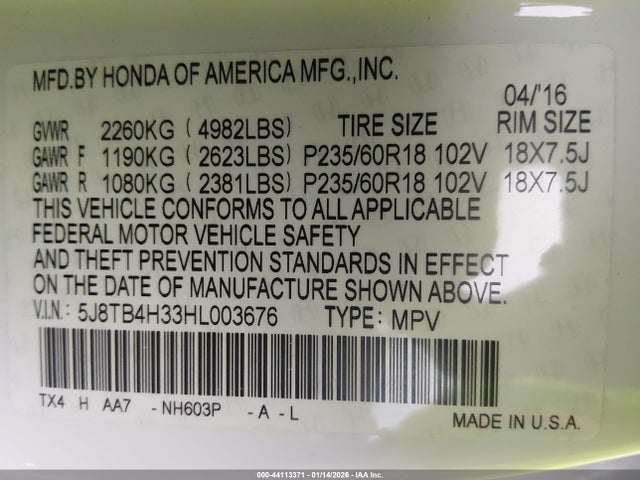 MFD.BY HONDA OF AMERICA MFG.,INC.
04/'16
GVWR 2260KG ( 4982LBS) TIRE SIZE RIM SIZE
GAWR F 1190KG ( 2623LBS) P235/60R18 102V 18X7.5J
GAWR R 1080KG ( 2381LBS) P235/60R18 102V 18X7.5J
THIS VEHICLE CONFORMS TO ALL APPLICABLE
FEDERAL MOTOR VEHICLE SAFETY
AND THEFT PREVENTION STANDARDS IN EFFECT
ON THE DATE OF MANUFACTURE SHOWN ABOVE.
V.I.N.: 5J8TB4H33HL003676 TYPE: MPV
TX4 H AA7 - NH603P - A - L
MADE IN U.S.A.
000-44113371 - 01/14/2026 - IAA Inc.